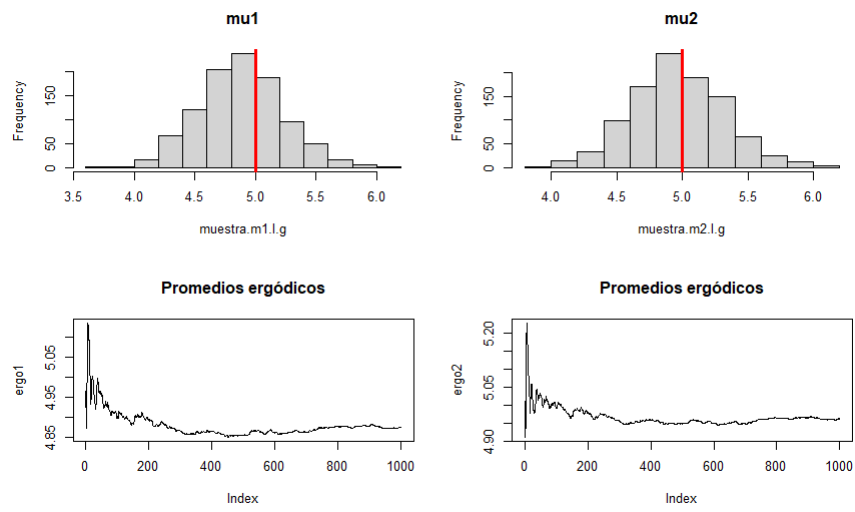 mu1
Frequency
0
50
150
3.5 4.0 4.5 5.0 5.5 6.0
muestra.m1.l.g
mu2
Frequency
0
50
150
4.0 4.5 5.0 5.5 6.0
muestra.m2.l.g
Promedios ergódicos
ergo1
4.85
4.95
5.05
0 200 400 600 800 1000
Index
Promedios ergódicos
ergo2
4.90
5.05
5.20
0 200 400 600 800 1000
Index